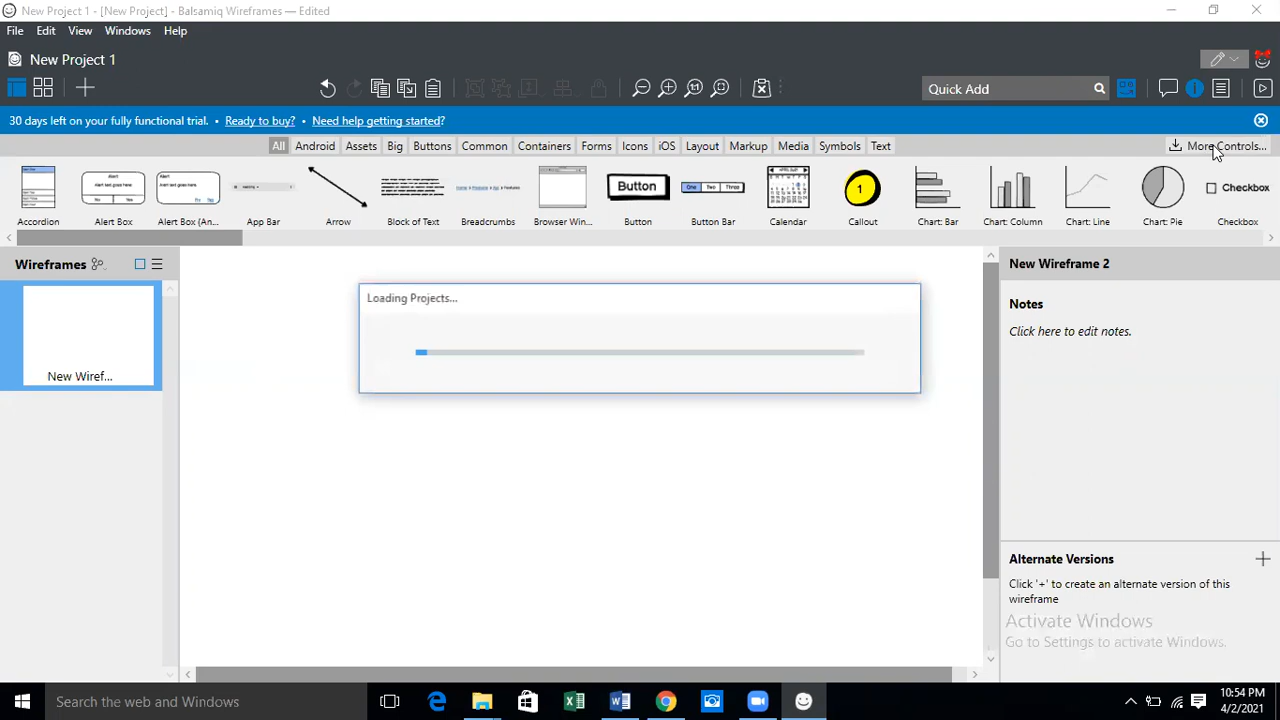 New Project 1 - [New Project] - Balsamiq Wireframes — Edited
File Edit View Windows Help
New Project 1
Quick Add
30 days left on your fully functional trial. Ready to buy? Need help getting started?
All Android Assets Big Buttons Common Containers Forms Icons iOS Layout Markup Media Symbols Text More Controls...
Button One Two Three 1 Checkbox
Accordion Alert Box Alert Box (An... App Bar Arrow Block of Text Breadcrumbs Browser Win... Button Button Bar Calendar Callout Chart: Bar Chart: Column Chart: Line Chart: Pie Checkbox
Wireframes
New Wiref...
Loading Projects...
New Wireframe 2
Notes
Click here to edit notes.
Alternate Versions
Click '+' to create an alternate version of this
wireframe
Activate Windows
Go to Settings to activate Windows.
Search the web and Windows
10:54 PM
4/2/2021